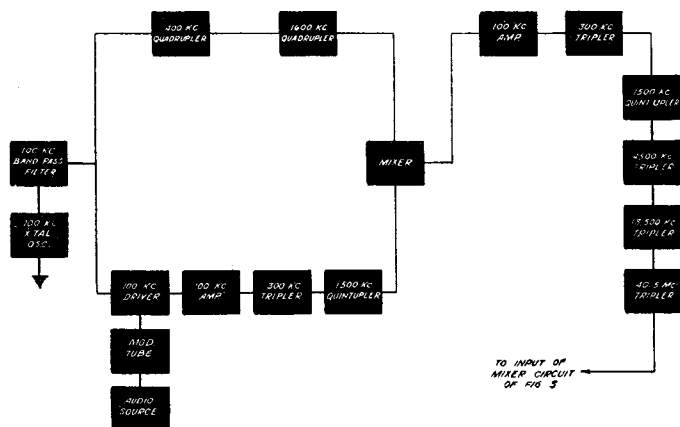 400 KC
QUADRUPLER
1600 KC
QUADRUPLER
100 KC
AMP.
300 KC
TRIPLER
1500 KC
QUINTUPLER
100 KC
BAND PASS
FILTER
MIXER
4500 KC
TRIPLER
100 KC
X TAL
OSC.
13,500 KC
TRIPLER
100 KC
DRIVER
100 KC
AMP.
300 KC
TRIPLER
1500 KC
QUINTUPLER
40.5 MC
TRIPLER
MOD.
TUBE
AUDIO
SOURCE
TO INPUT OF
MIXER CIRCUIT
OF FIG 5